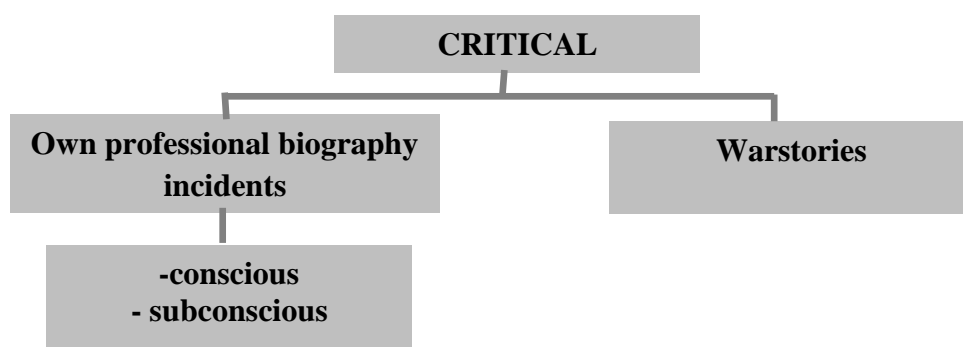 CRITICAL
Own professional biography
incidents
Warstories
-conscious
- subconscious